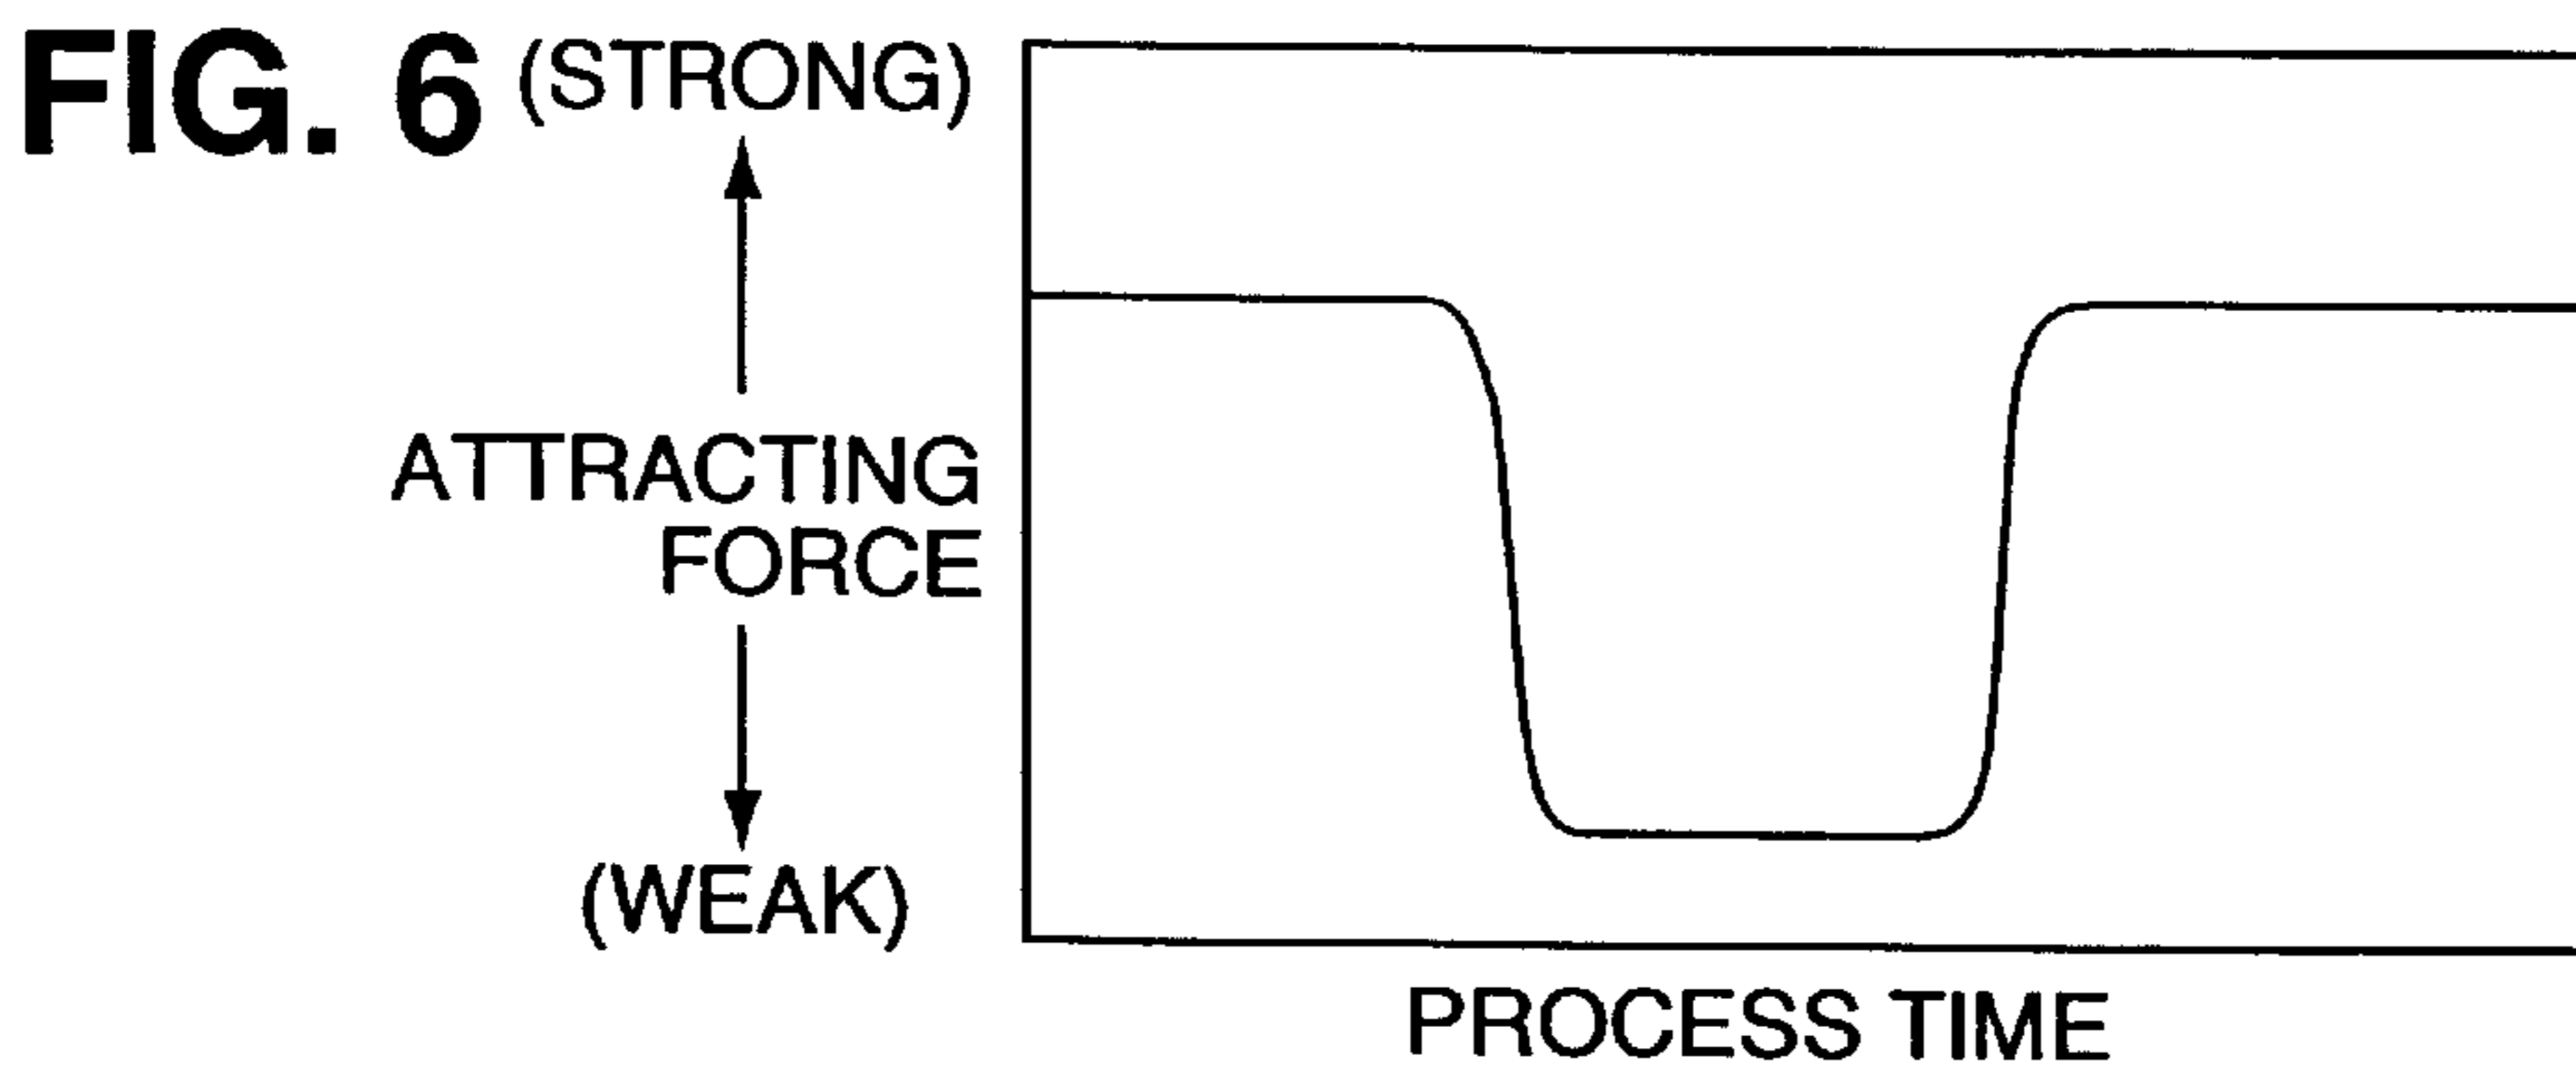 FIG. 6
(STRONG)
ATTRACTING
FORCE
(WEAK)
PROCESS TIME